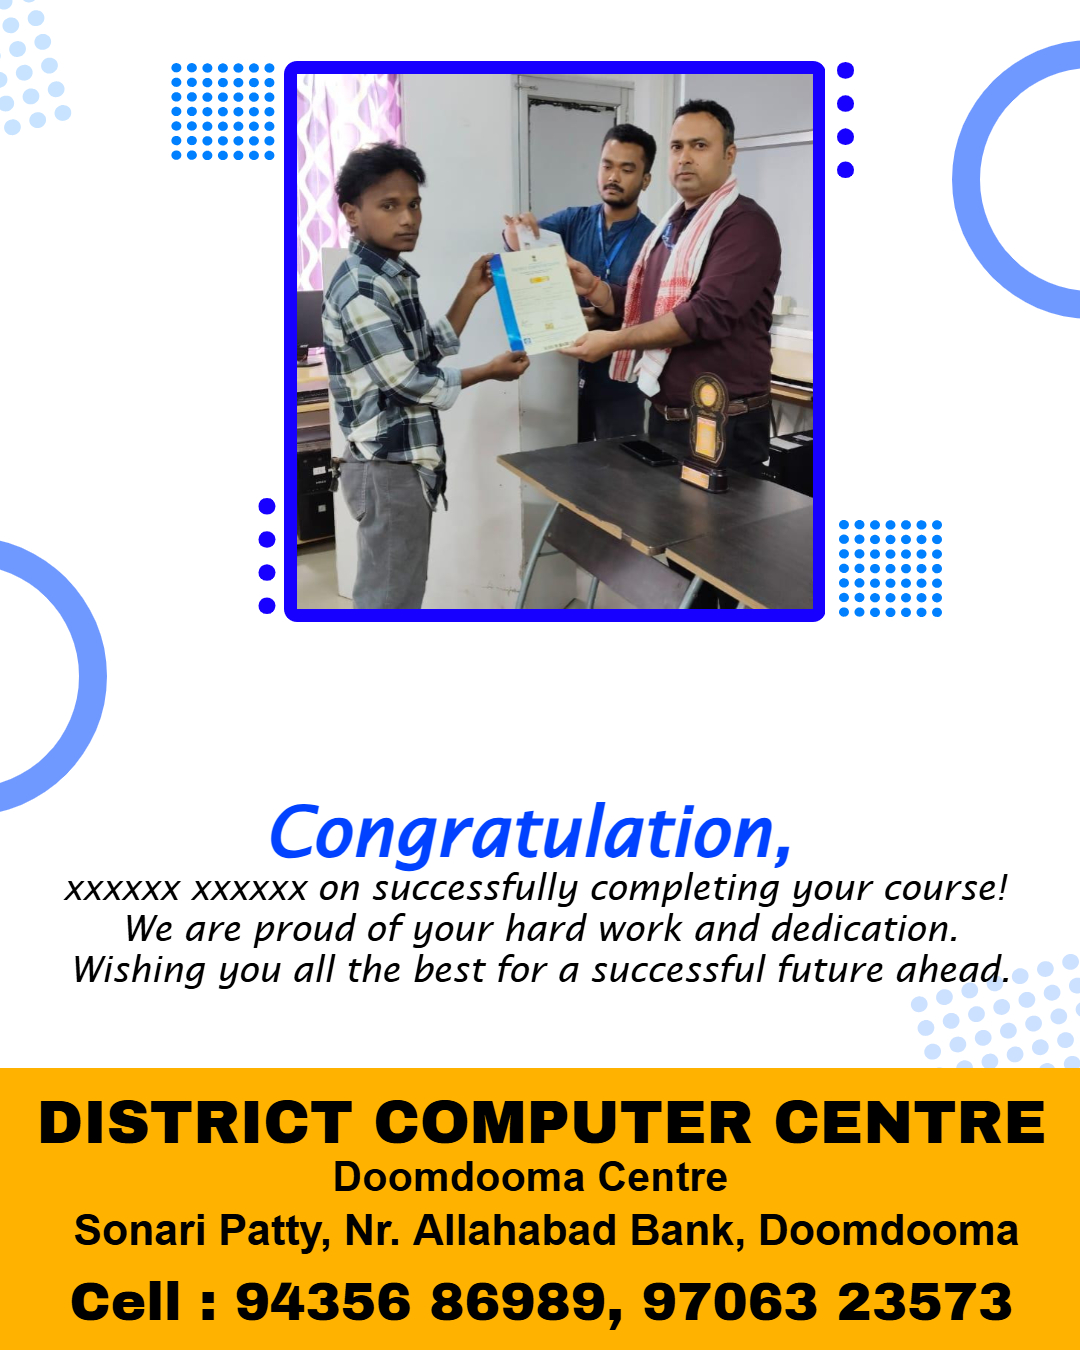 Congratulation,
xxxxxx xxxxxx on successfully completing your course!
We are proud of your hard work and dedication.
Wishing you all the best for a successful future ahead.
DISTRICT COMPUTER CENTRE
Doomdooma Centre
Sonari Patty, Nr. Allahabad Bank, Doomdooma
Cell : 94356 86989, 97063 23573